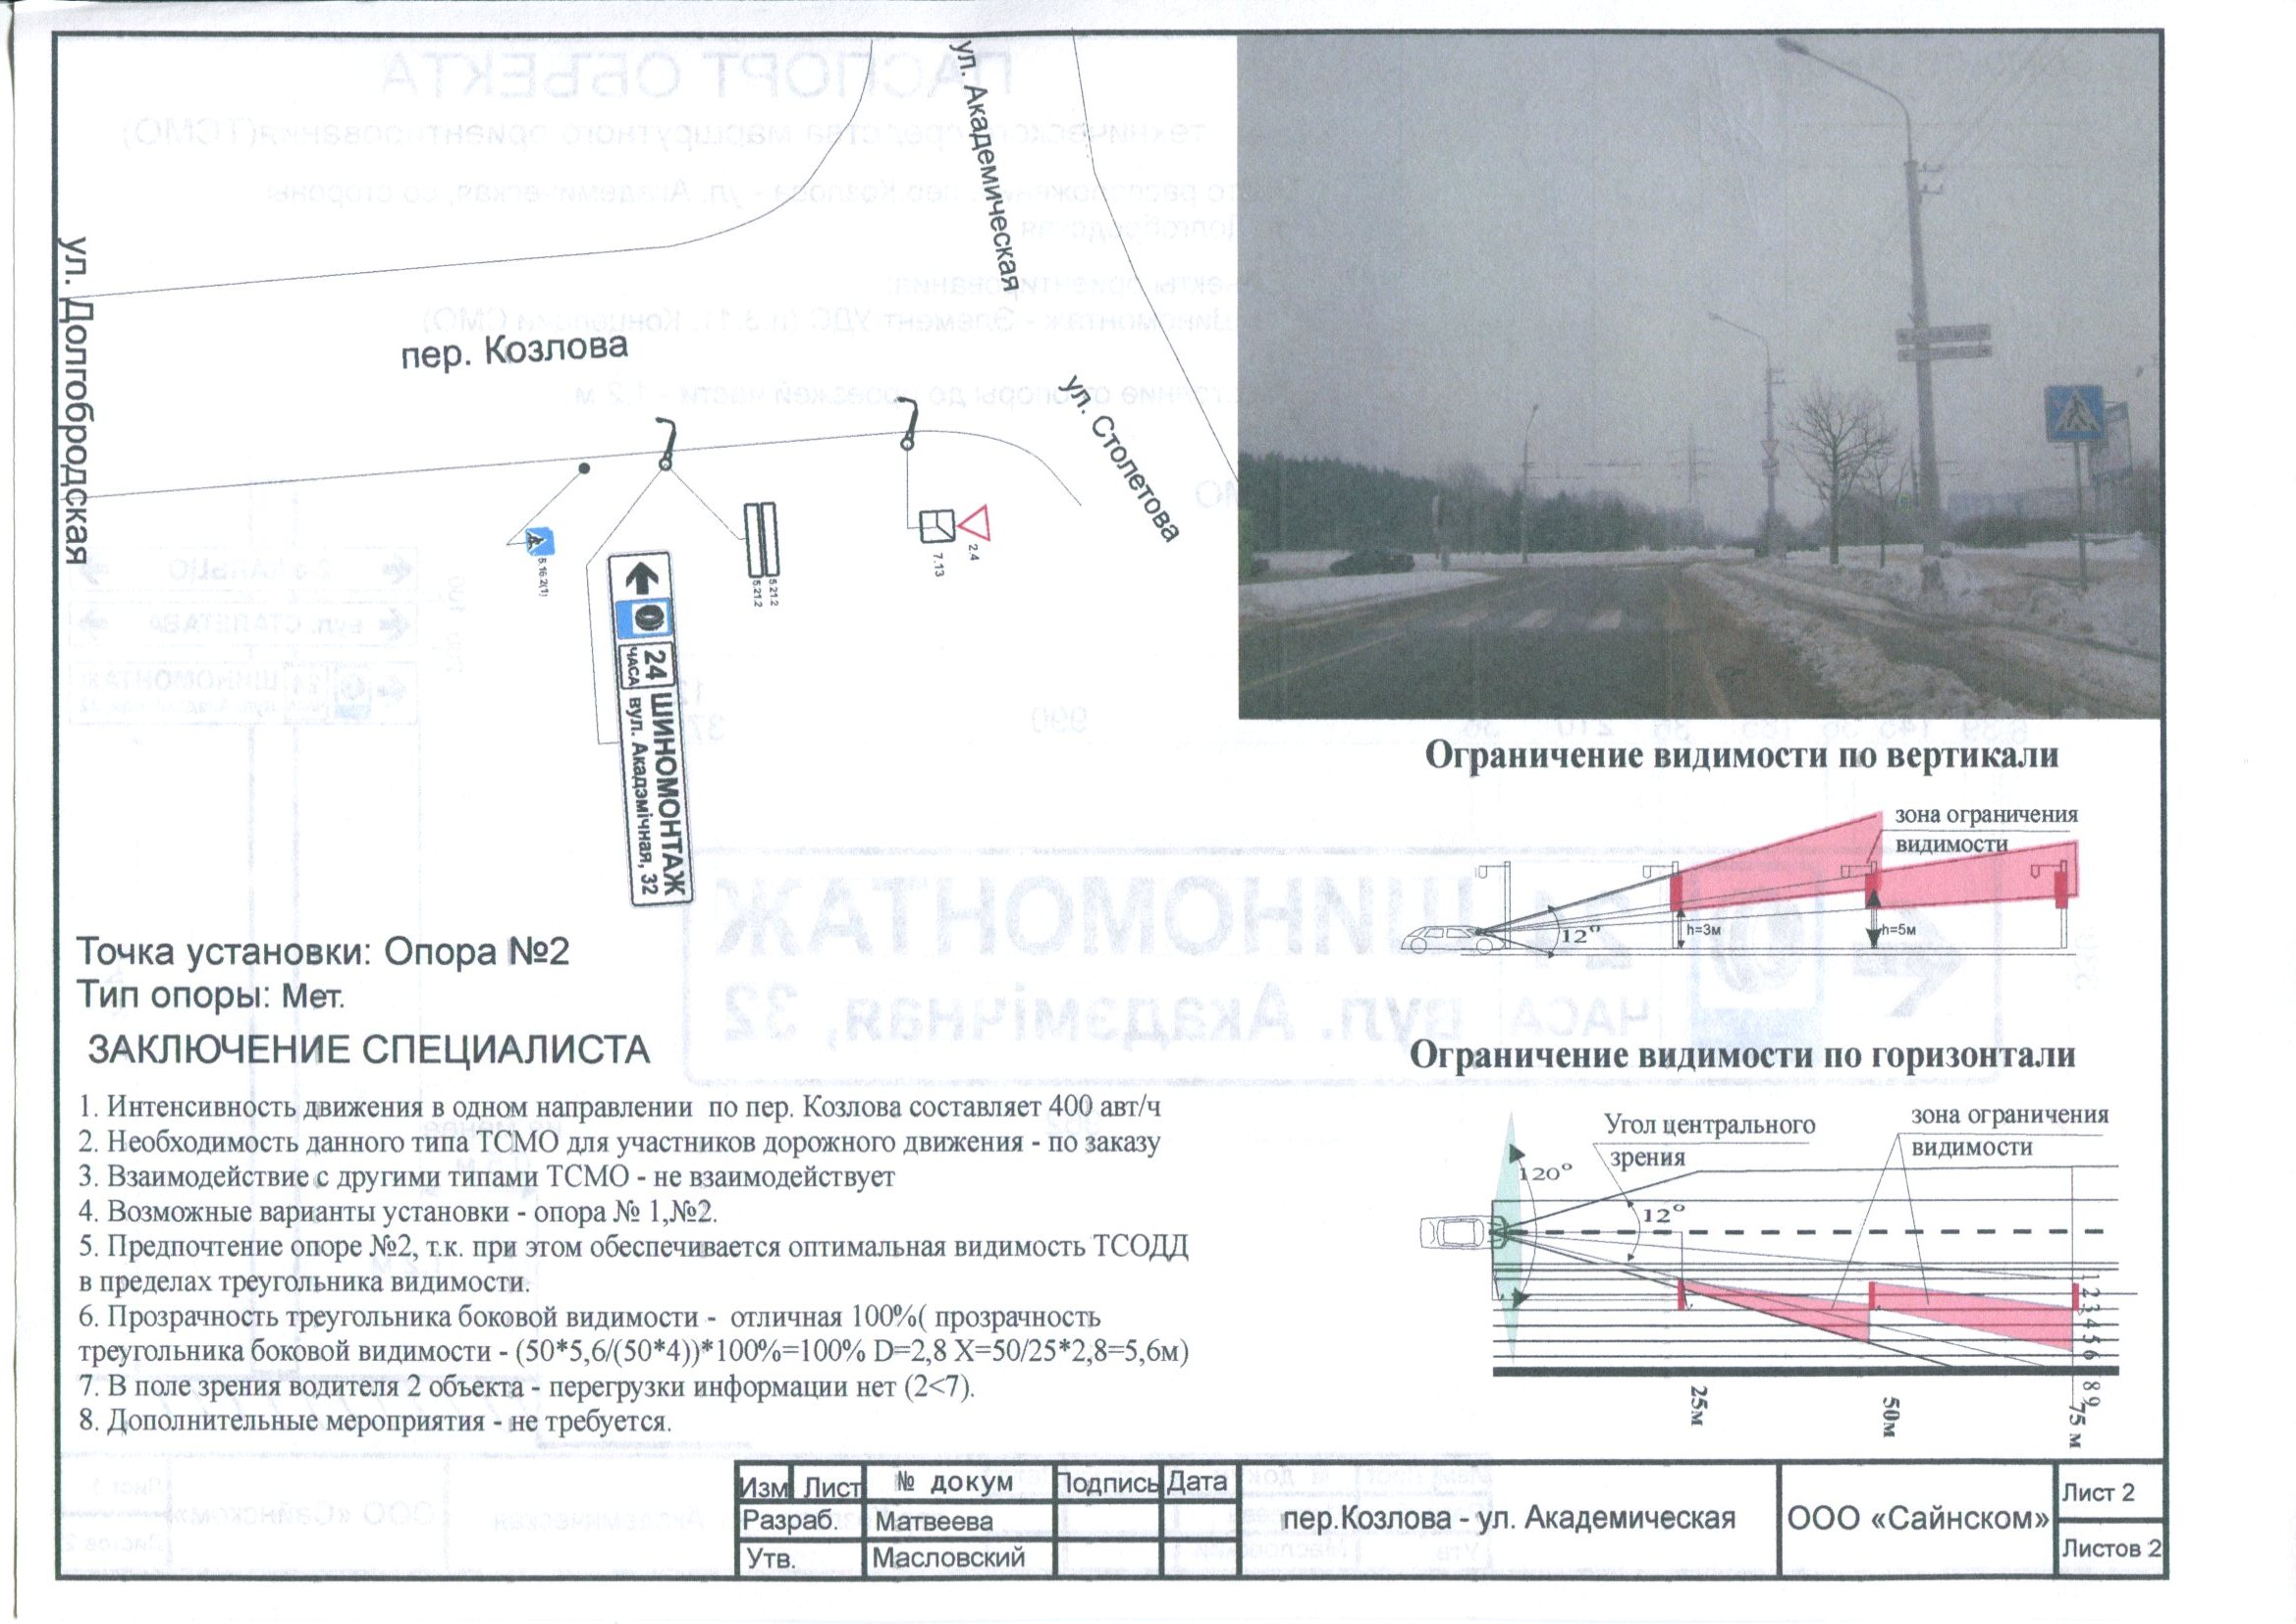 ул. Академическая
ул. Долгобродская
пер. Козлова
ул. Столетова
5.16.2(1)
24
ЧАСА
ШИНОМОНТАЖ
вул. Акадэмічная, 32
5.21.2
5.21.2
7.13
2.4
Точка установки: Опора №2
Тип опоры: Мет.
ЗАКЛЮЧЕНИЕ СПЕЦИАЛИСТА
1. Интенсивность движения в одном направлении по пер. Козлова составляет 400 авт/ч
2. Необходимость данного типа ТСМО для участников дорожного движения - по заказу
3. Взаимодействие с другими типами ТСМО - не взаимодействует
4. Возможные варианты установки - опора № 1,№2.
5. Предпочтение опоре №2, т.к. при этом обеспечивается оптимальная видимость ТСОДД
в пределах треугольника видимости.
6. Прозрачность треугольника боковой видимости - отличная 100%( прозрачность
треугольника боковой видимости - (50*5,6/(50*4))*100%=100% D=2,8 X=50/25*2,8=5,6м)
7. В поле зрения водителя 2 объекта - перегрузки информации нет (2<7).
8. Дополнительные мероприятия - не требуется.
Ограничение видимости по вертикали
зона ограничения
видимости
12°
h=3м
h=5м
Ограничение видимости по горизонтали
Угол центрального
зрения
зона ограничения
видимости
120°
12°
1 2 3 4 5 6 8 9
25м
50м
75 м
Изм Лист № докум Подпись Дата
Разраб. Матвеева
Утв. Масловский
пер.Козлова - ул. Академическая
ООО «Сайнском»
Лист 2
Листов 2